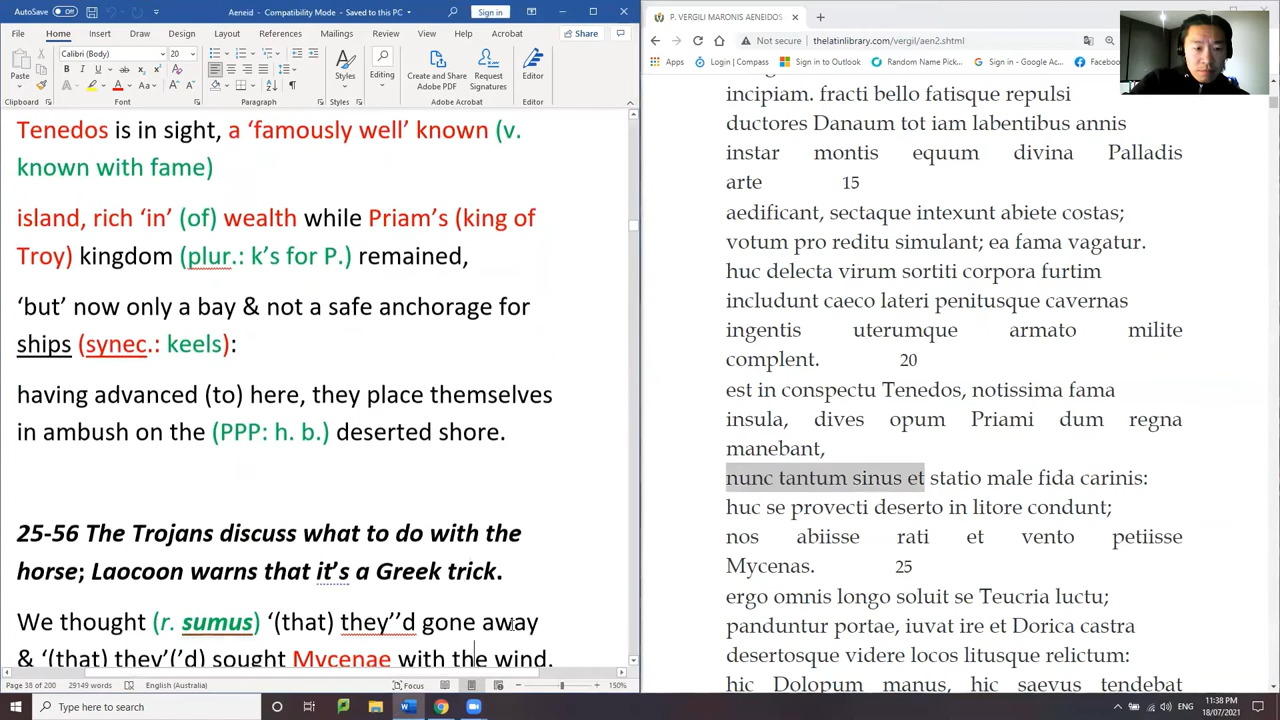 AutoSave Off Aeneid - Compatibility Mode - Saved to this PC Sign in
File Home Insert Draw Design Layout References Mailings Review View Help Acrobat Share
Calibri (Body) 20
Paste Styles Editing Create and Share Adobe PDF Request Signatures Editor
Clipboard Font Paragraph Styles Adobe Acrobat Editor
Tenedos is in sight, a ‘famously well’ known (v.
known with fame)
island, rich ‘in’ (of) wealth while Priam’s (king of
Troy) kingdom (plur.: k’s for P.) remained,
‘but’ now only a bay & not a safe anchorage for
ships (synec.: keels):
having advanced (to) here, they place themselves
in ambush on the (PPP: h. b.) deserted shore.
25-56 The Trojans discuss what to do with the
horse; Laocoon warns that it’s a Greek trick.
We thought (r. sumus) ‘(that) they’’d gone away
& ‘(that) they’(’d) sought Mycenae with the wind.
Page 38 of 200 29149 words English (Australia) Focus 150%
P. VERGILI MARONIS AENEIDOS
Not secure thelatinlibrary.com/vergil/aen2.shtml
Apps Login | Compass Sign in to Outlook Random Name Pick... Sign in - Google Ac... Facebook
incipiam. fracti bello fatisque repulsi
ductores Danaum tot iam labentibus annis
instar montis equum divina Palladis
arte 15
aedificant, sectaque intexunt abiete costas;
votum pro reditu simulant; ea fama vagatur.
huc delecta virum sortiti corpora furtim
includunt caeco lateri penitusque cavernas
ingentis uterumque armato milite
complent. 20
est in conspectu Tenedos, notissima fama
insula, dives opum Priami dum regna
manebant,
nunc tantum sinus et statio male fida carinis:
huc se provecti deserto in litore condunt;
nos abiisse rati et vento petiisse
Mycenas. 25
ergo omnis longo soluit se Teucria luctu;
panduntur portae, iuvat ire et Dorica castra
desertosque videre locos litusque relictum:
hic Dolopum manus, hic saevus tendebat
Type here to search ENG 11:38 PM 18/07/2021